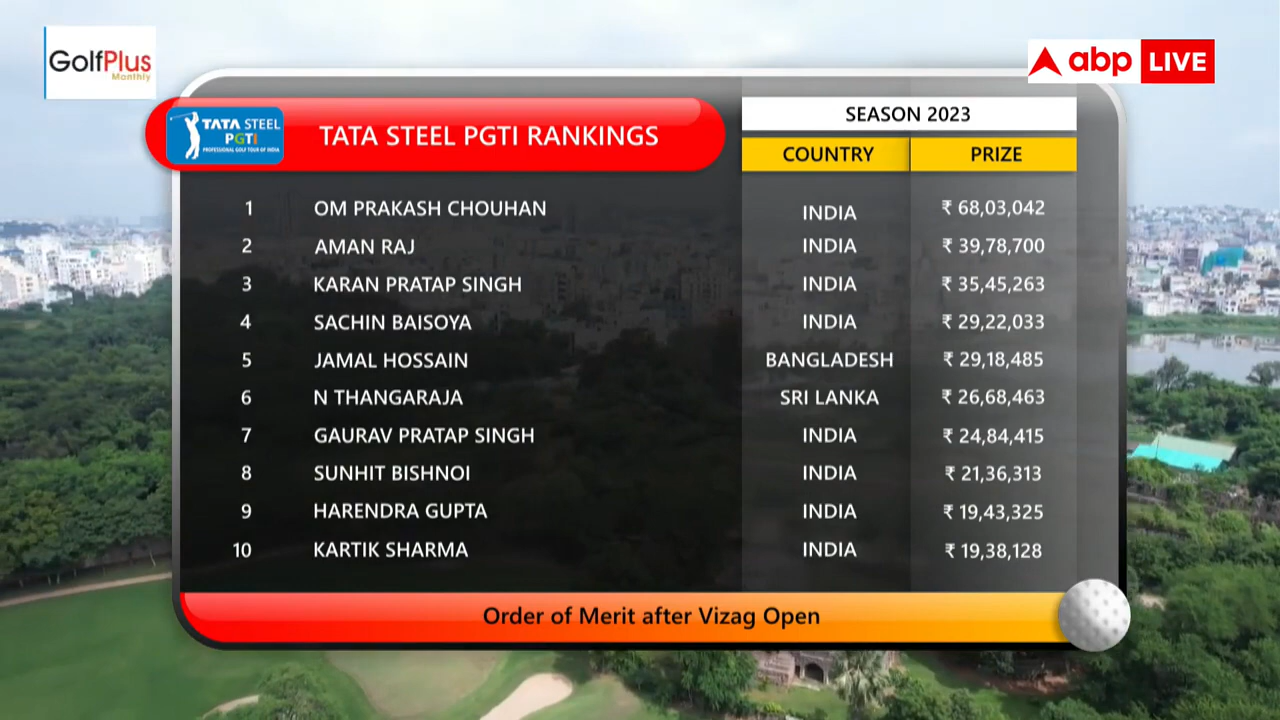 GolfPlus
Monthly
abp LIVE
TATA STEEL
PGTI
PROFESSIONAL GOLF TOUR OF INDIA
TATA STEEL PGTI RANKINGS
SEASON 2023
COUNTRY PRIZE
1 OM PRAKASH CHOUHAN INDIA ₹ 68,03,042
2 AMAN RAJ INDIA ₹ 39,78,700
3 KARAN PRATAP SINGH INDIA ₹ 35,45,263
4 SACHIN BAISOYA INDIA ₹ 29,22,033
5 JAMAL HOSSAIN BANGLADESH ₹ 29,18,485
6 N THANGARAJA SRI LANKA ₹ 26,68,463
7 GAURAV PRATAP SINGH INDIA ₹ 24,84,415
8 SUNHIT BISHNOI INDIA ₹ 21,36,313
9 HARENDRA GUPTA INDIA ₹ 19,43,325
10 KARTIK SHARMA INDIA ₹ 19,38,128
Order of Merit after Vizag Open